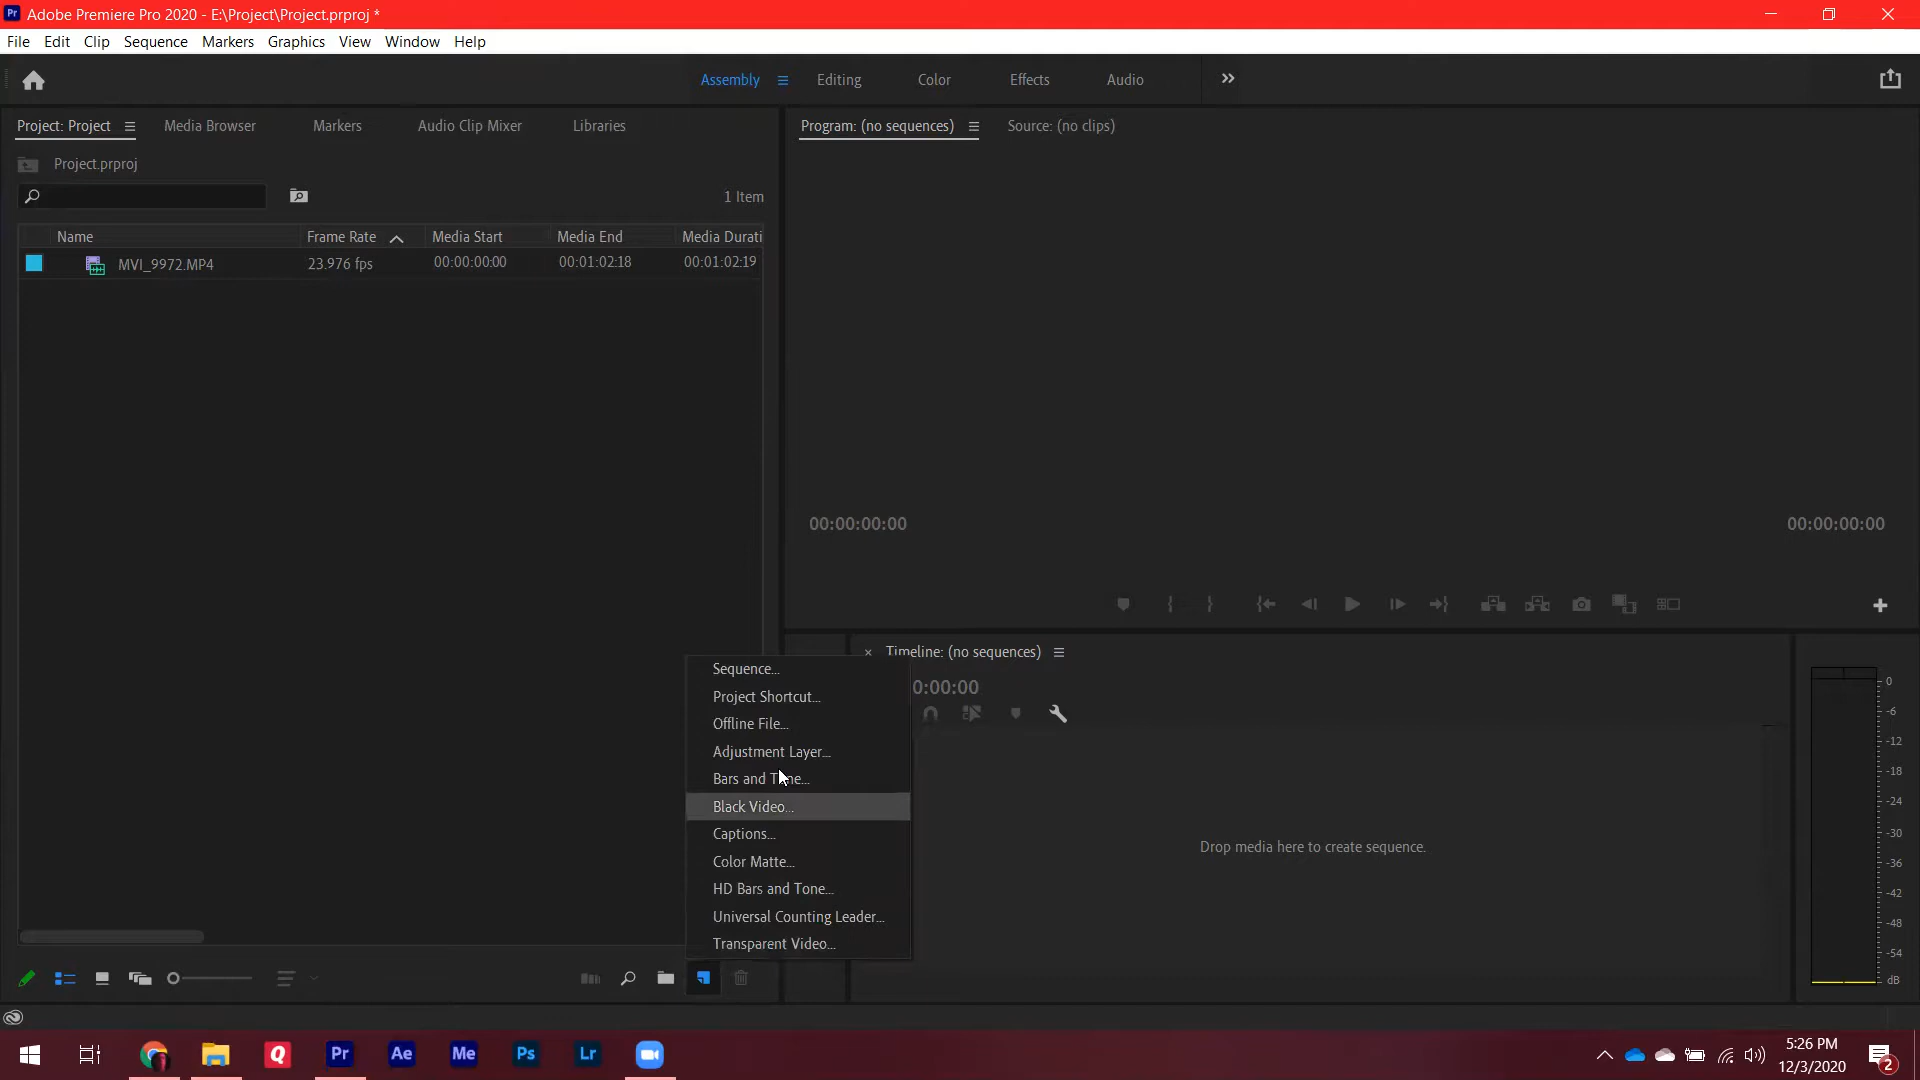 Pr Adobe Premiere Pro 2020 - E:\Project\Project.prproj *
File Edit Clip Sequence Markers Graphics View Window Help
Assembly Editing Color Effects Audio
Project: Project Media Browser Markers Audio Clip Mixer Libraries
Program: (no sequences) Source: (no clips)
Project.prproj
1 Item
Name Frame Rate Media Start Media End Media Durati
MVI_9972.MP4 23.976 fps 00:00:00:00 00:01:02:18 00:01:02:19
00:00:00:00 00:00:00:00
× Timeline: (no sequences)
0:00:00
Sequence...
Project Shortcut...
Offline File...
Adjustment Layer...
Bars and Tone...
Black Video...
Captions...
Color Matte...
HD Bars and Tone...
Universal Counting Leader...
Transparent Video...
Drop media here to create sequence.
0
-6
-12
-18
-24
-30
-36
-42
-48
-54
dB
Q Pr Ae Me Ps Lr
5:26 PM
12/3/2020
2